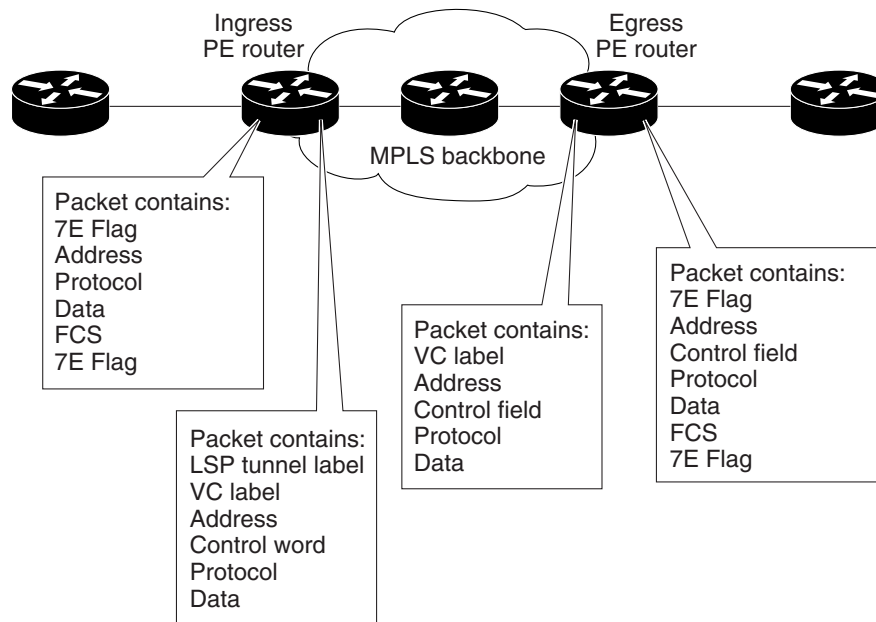 Ingress
PE router
Egress
PE router
MPLS backbone
Packet contains:
7E Flag
Address
Protocol
Data
FCS
7E Flag
Packet contains:
LSP tunnel label
VC label
Address
Control word
Protocol
Data
Packet contains:
VC label
Address
Control field
Protocol
Data
Packet contains:
7E Flag
Address
Control field
Protocol
Data
FCS
7E Flag